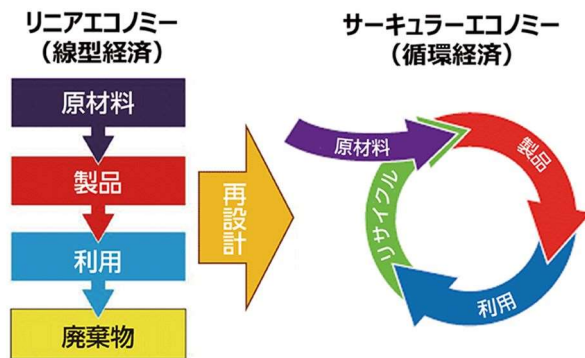 リニアエコノミー
（線型経済）
原材料
製品
利用
廃棄物
再設計
サーキュラーエコノミー
（循環経済）
原材料
製品
利用
リサイクル